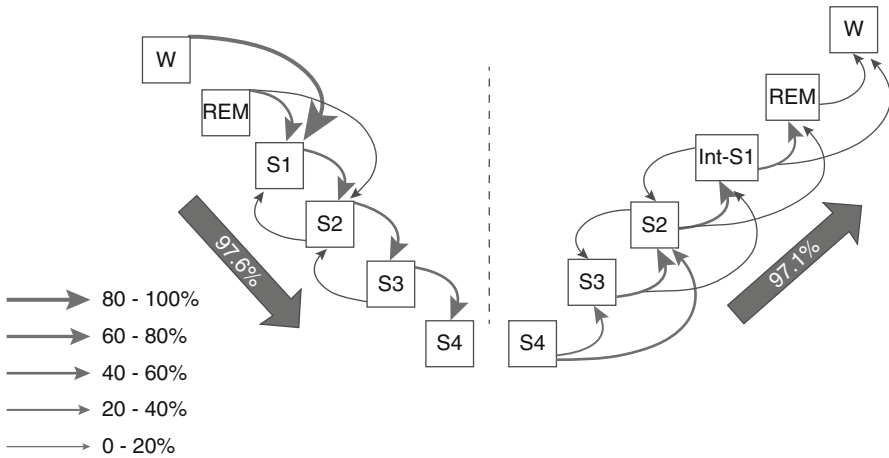 W
REM
S1
S2
S3
S4
97.6%
80 - 100%
60 - 80%
40 - 60%
20 - 40%
0 - 20%
W
REM
Int-S1
S2
S3
S4
97.1%